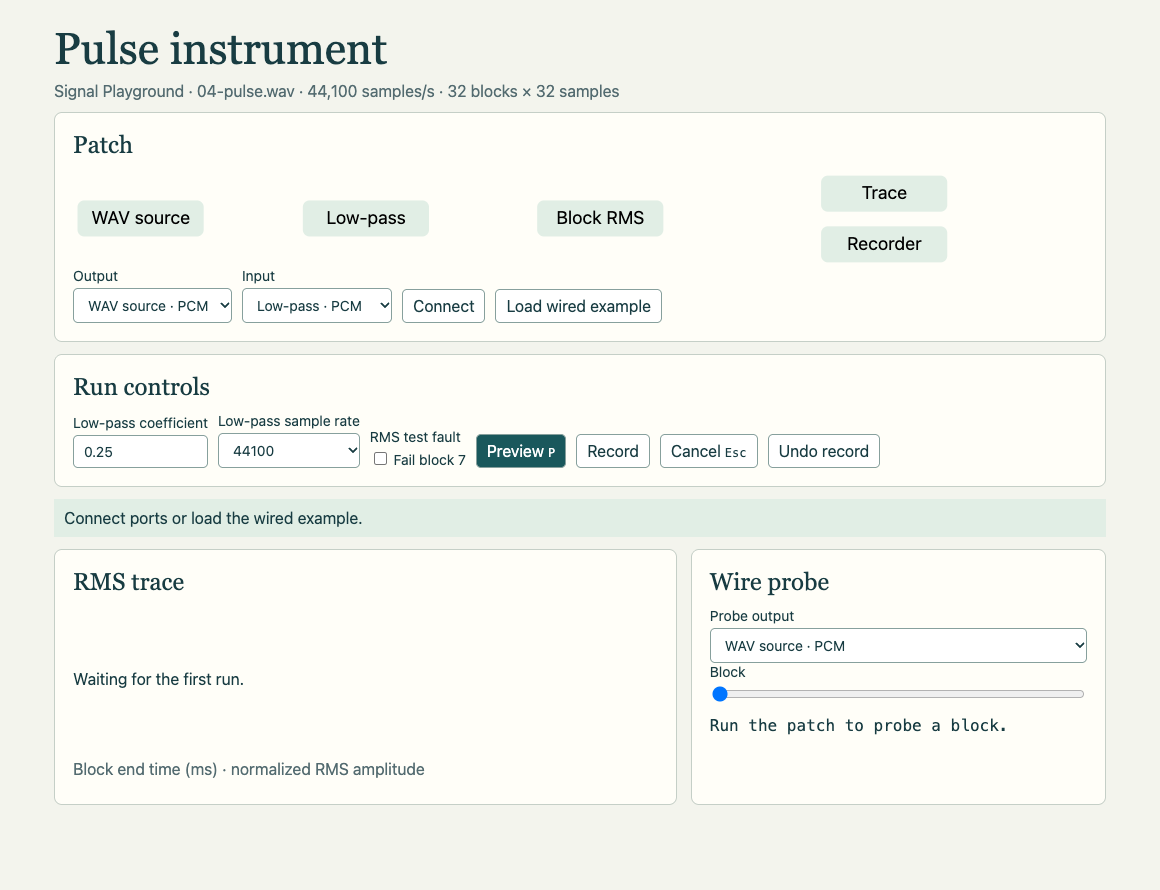 Pulse instrument
Signal Playground · 04-pulse.wav · 44,100 samples/s · 32 blocks × 32 samples
Patch
WAV source
Low-pass
Block RMS
Trace
Recorder
Output
Input
WAV source · PCM
Low-pass · PCM
Connect
Load wired example
Run controls
Low-pass coefficient
Low-pass sample rate
RMS test fault
0.25
44100
Fail block 7
Preview P
Record
Cancel Esc
Undo record
Connect ports or load the wired example.
RMS trace
Waiting for the first run.
Block end time (ms) · normalized RMS amplitude
Wire probe
Probe output
WAV source · PCM
Block
Run the patch to probe a block.